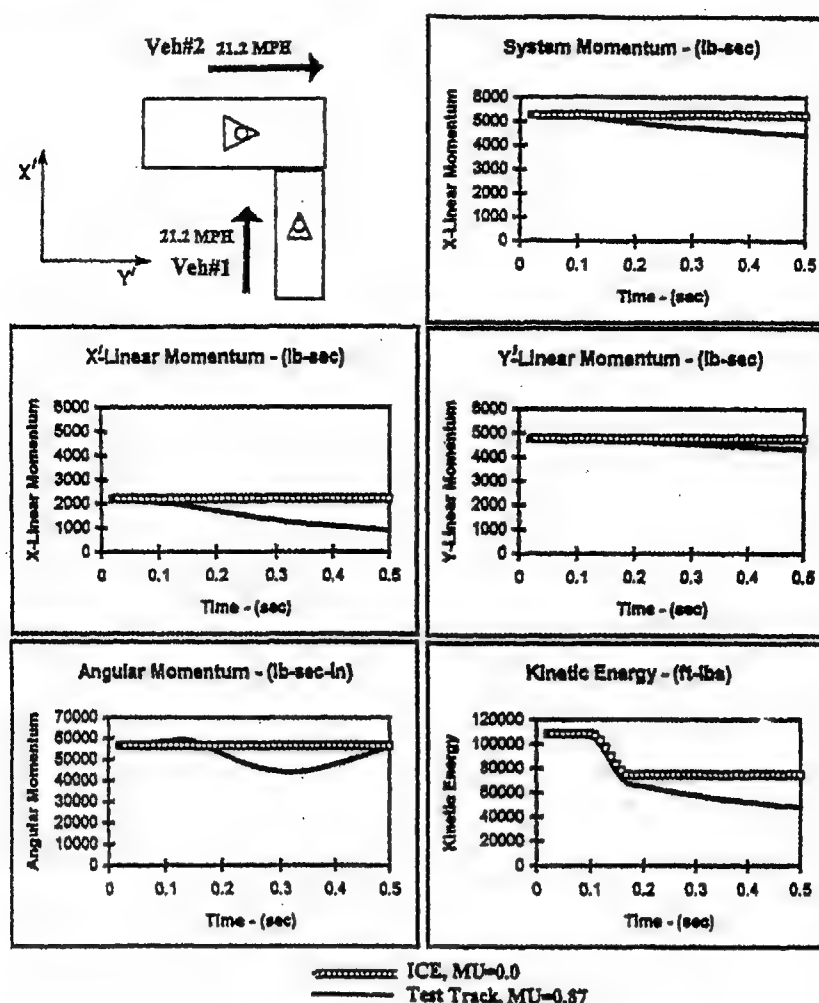 Veh#2 21.2 MPH
X'
21.2 MPH
Veh#1
Y'
System Momentum - (lb-sec)
X-Linear Momentum
6000
5000
4000
3000
2000
1000
0
0 0.1 0.2 0.3 0.4 0.5
Time - (sec)
X'-Linear Momentum - (lb-sec)
X-Linear Momentum
6000
5000
4000
3000
2000
1000
0
0 0.1 0.2 0.3 0.4 0.5
Time - (sec)
Y'-Linear Momentum - (lb-sec)
Y-Linear Momentum
6000
5000
4000
3000
2000
1000
0
0 0.1 0.2 0.3 0.4 0.5
Time - (sec)
Angular Momentum - (lb-sec-in)
Angular Momentum
70000
60000
50000
40000
30000
20000
10000
0
0 0.1 0.2 0.3 0.4 0.5
Time - (sec)
Kinetic Energy - (ft-lbs)
Kinetic Energy
120000
100000
80000
60000
40000
20000
0
0 0.1 0.2 0.3 0.4 0.5
Time - (sec)
ICE, MU=0.0
Test Track, MU=0.87